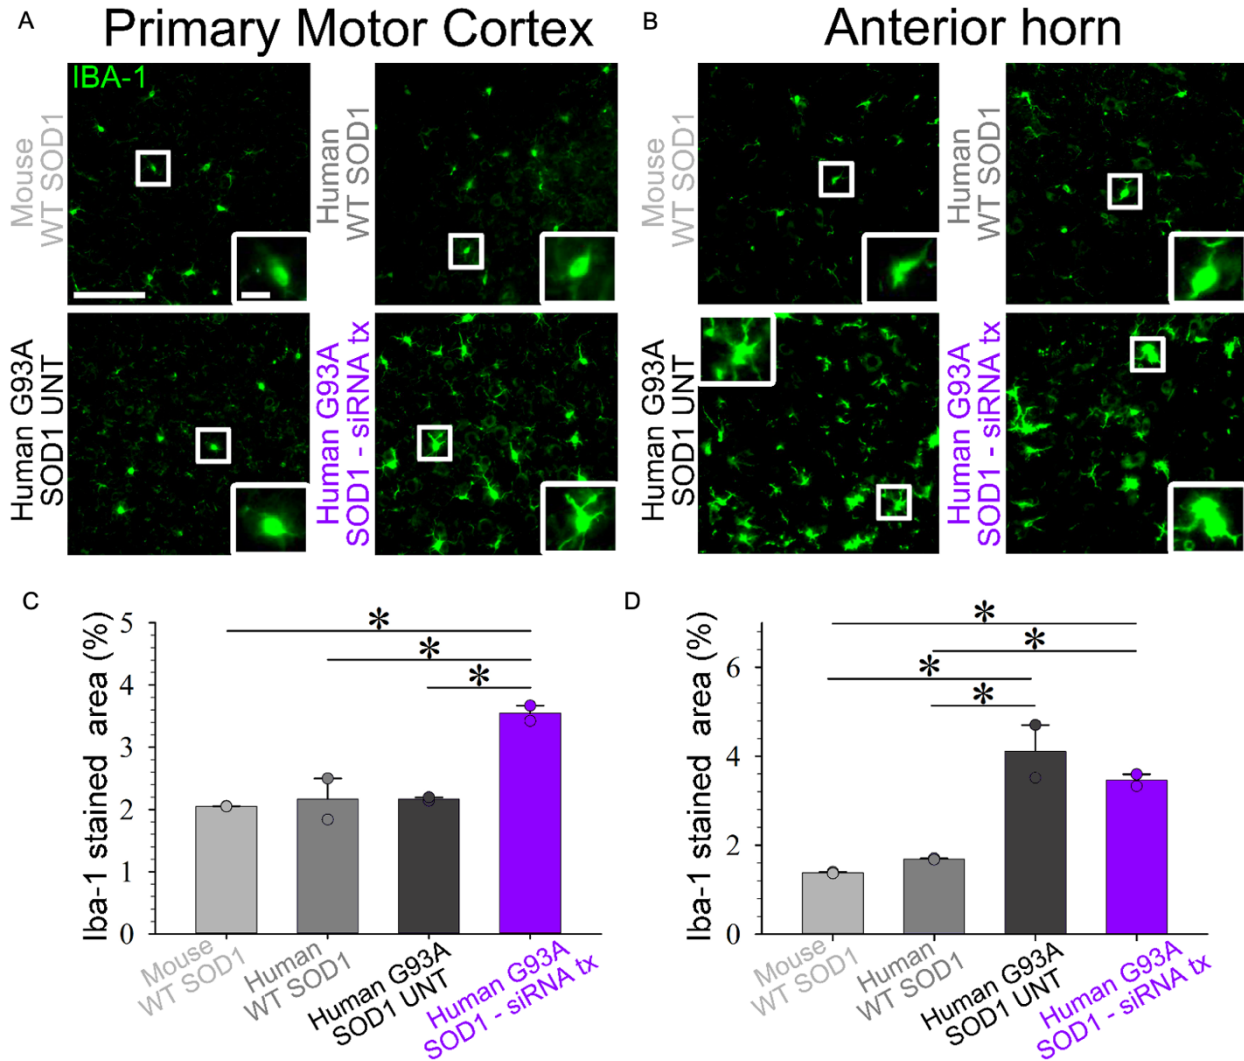 A
Primary Motor Cortex
IBA-1
Mouse
WT SOD1
Human
WT SOD1
Human G93A
SOD1 UNT
Human G93A
SOD1 - siRNA tx
B
Anterior horn
Mouse
WT SOD1
Human
WT SOD1
Human G93A
SOD1 UNT
Human G93A
SOD1 - siRNA tx
C
Iba-1 stained area (%)
5
4
3
2
1
0
*
*
*
Mouse
WT SOD1
Human
WT SOD1
Human G93A
SOD1 UNT
Human G93A
SOD1 - siRNA tx
D
Iba-1 stained area (%)
6
4
2
0
*
*
*
*
Mouse
WT SOD1
Human
WT SOD1
Human G93A
SOD1 UNT
Human G93A
SOD1 - siRNA tx